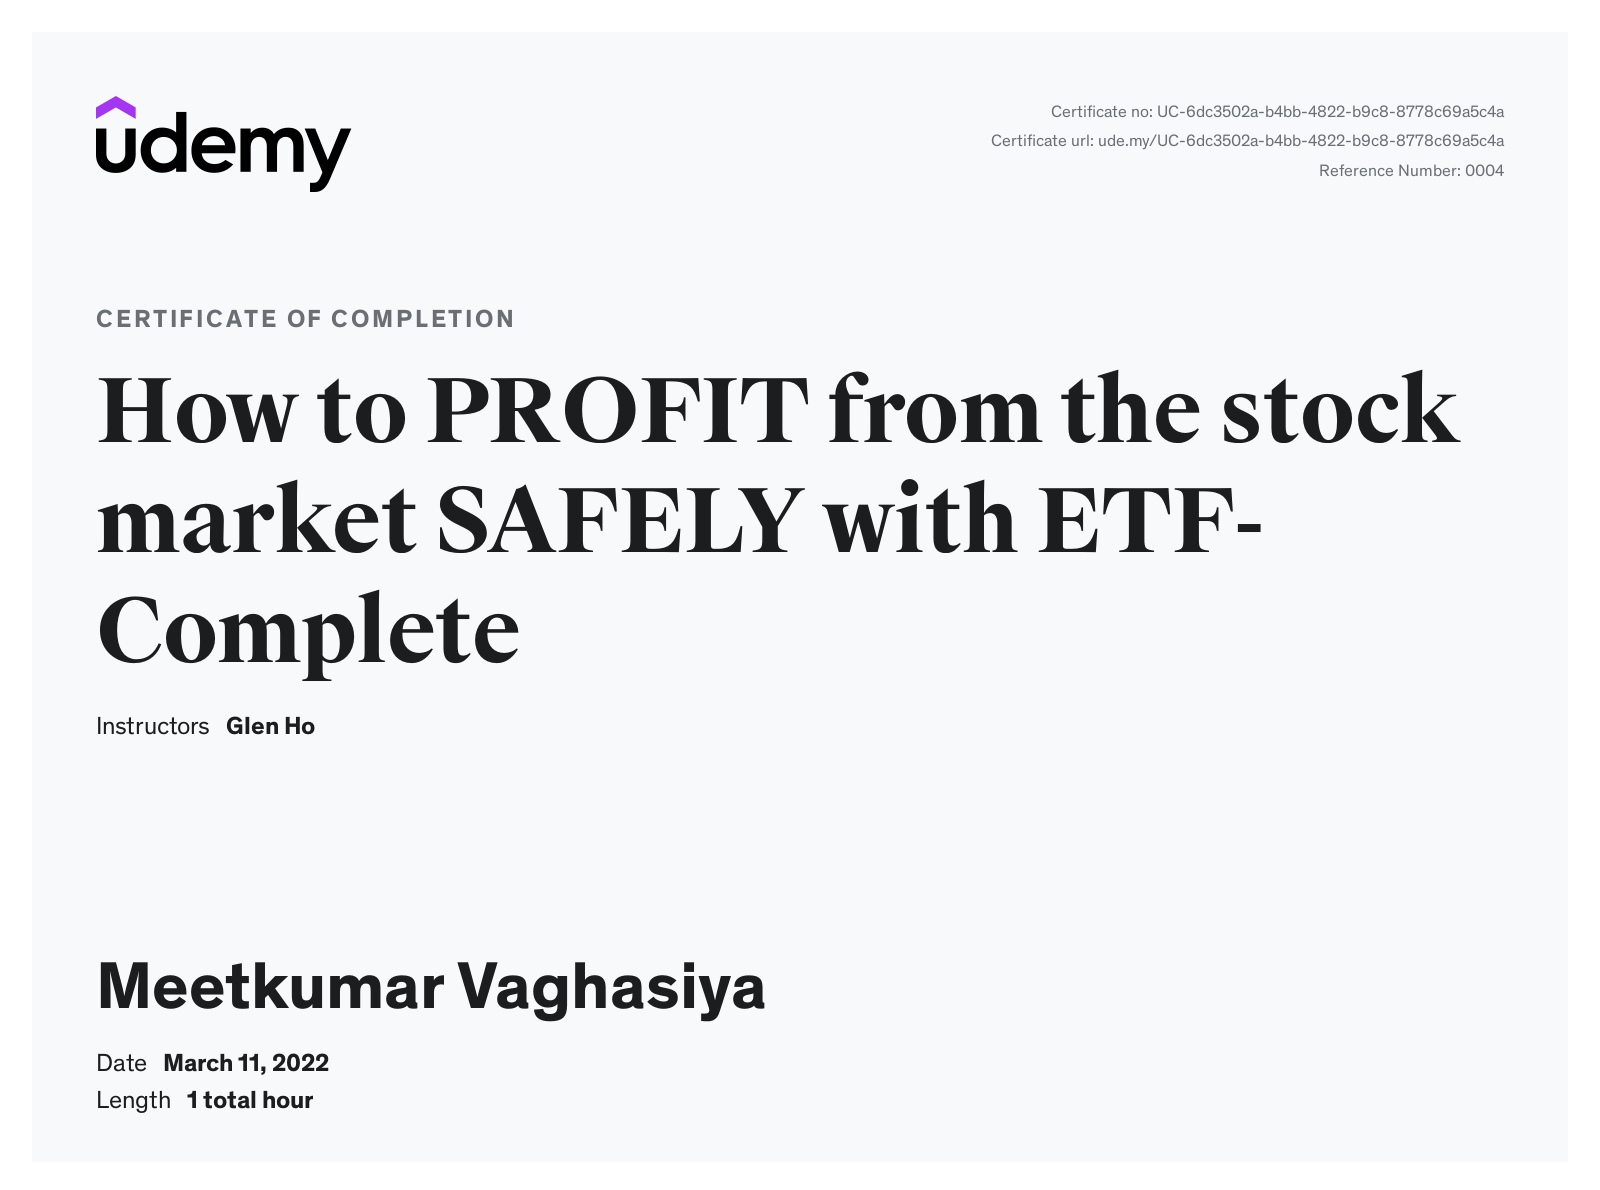 udemy
Certificate no: UC-6dc3502a-b4bb-4822-b9c8-8778c69a5c4a
Certificate url: ude.my/UC-6dc3502a-b4bb-4822-b9c8-8778c69a5c4a
Reference Number: 0004
CERTIFICATE OF COMPLETION
How to PROFIT from the stock
market SAFELY with ETF-
Complete
Instructors Glen Ho
Meetkumar Vaghasiya
Date March 11, 2022
Length 1 total hour